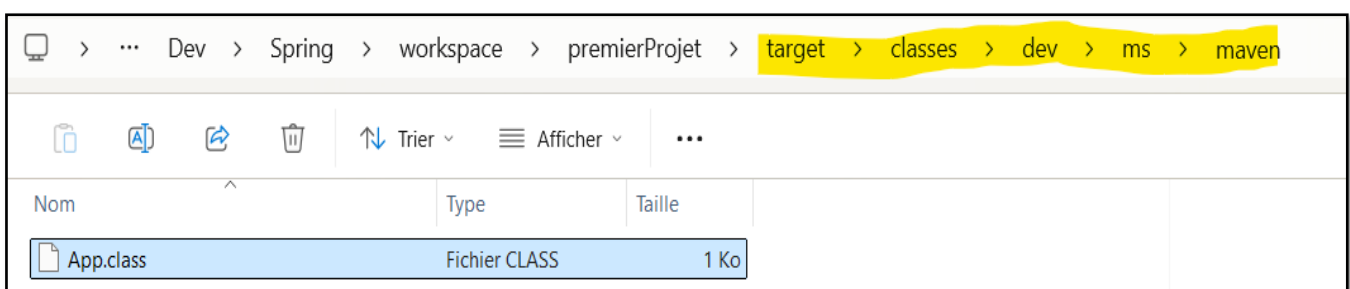 > ··· Dev > Spring > workspace > premierProjet > target > classes > dev > ms > maven
Trier Afficher ···
Nom Type Taille
App.class Fichier CLASS 1 Ko